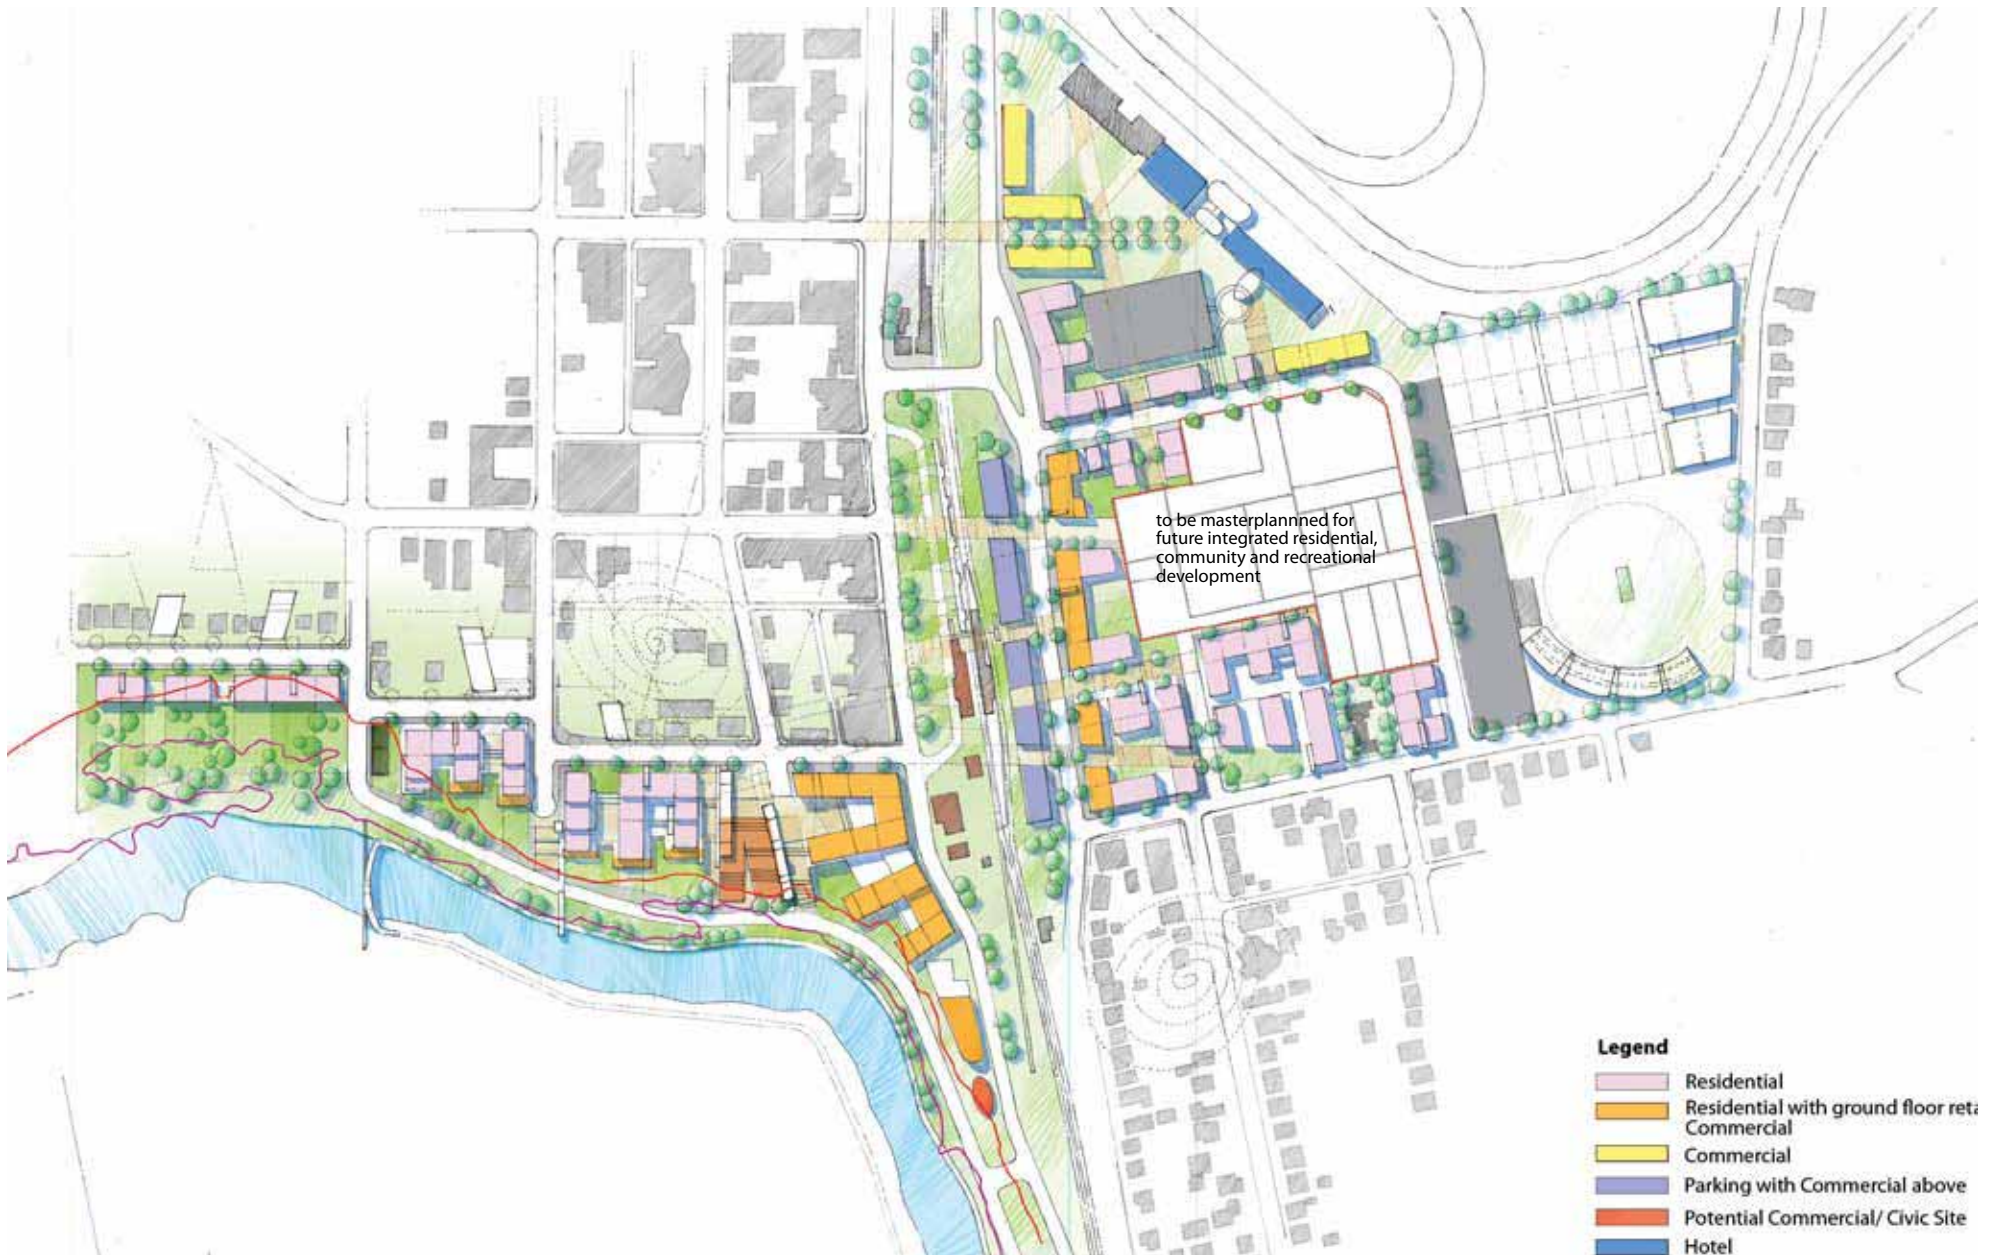 to be masterplannned for
future integrated residential,
community and recreational
development
Legend
Residential
Residential with ground floor reta
Commercial
Commercial
Parking with Commercial above
Potential Commercial/ Civic Site
Hotel